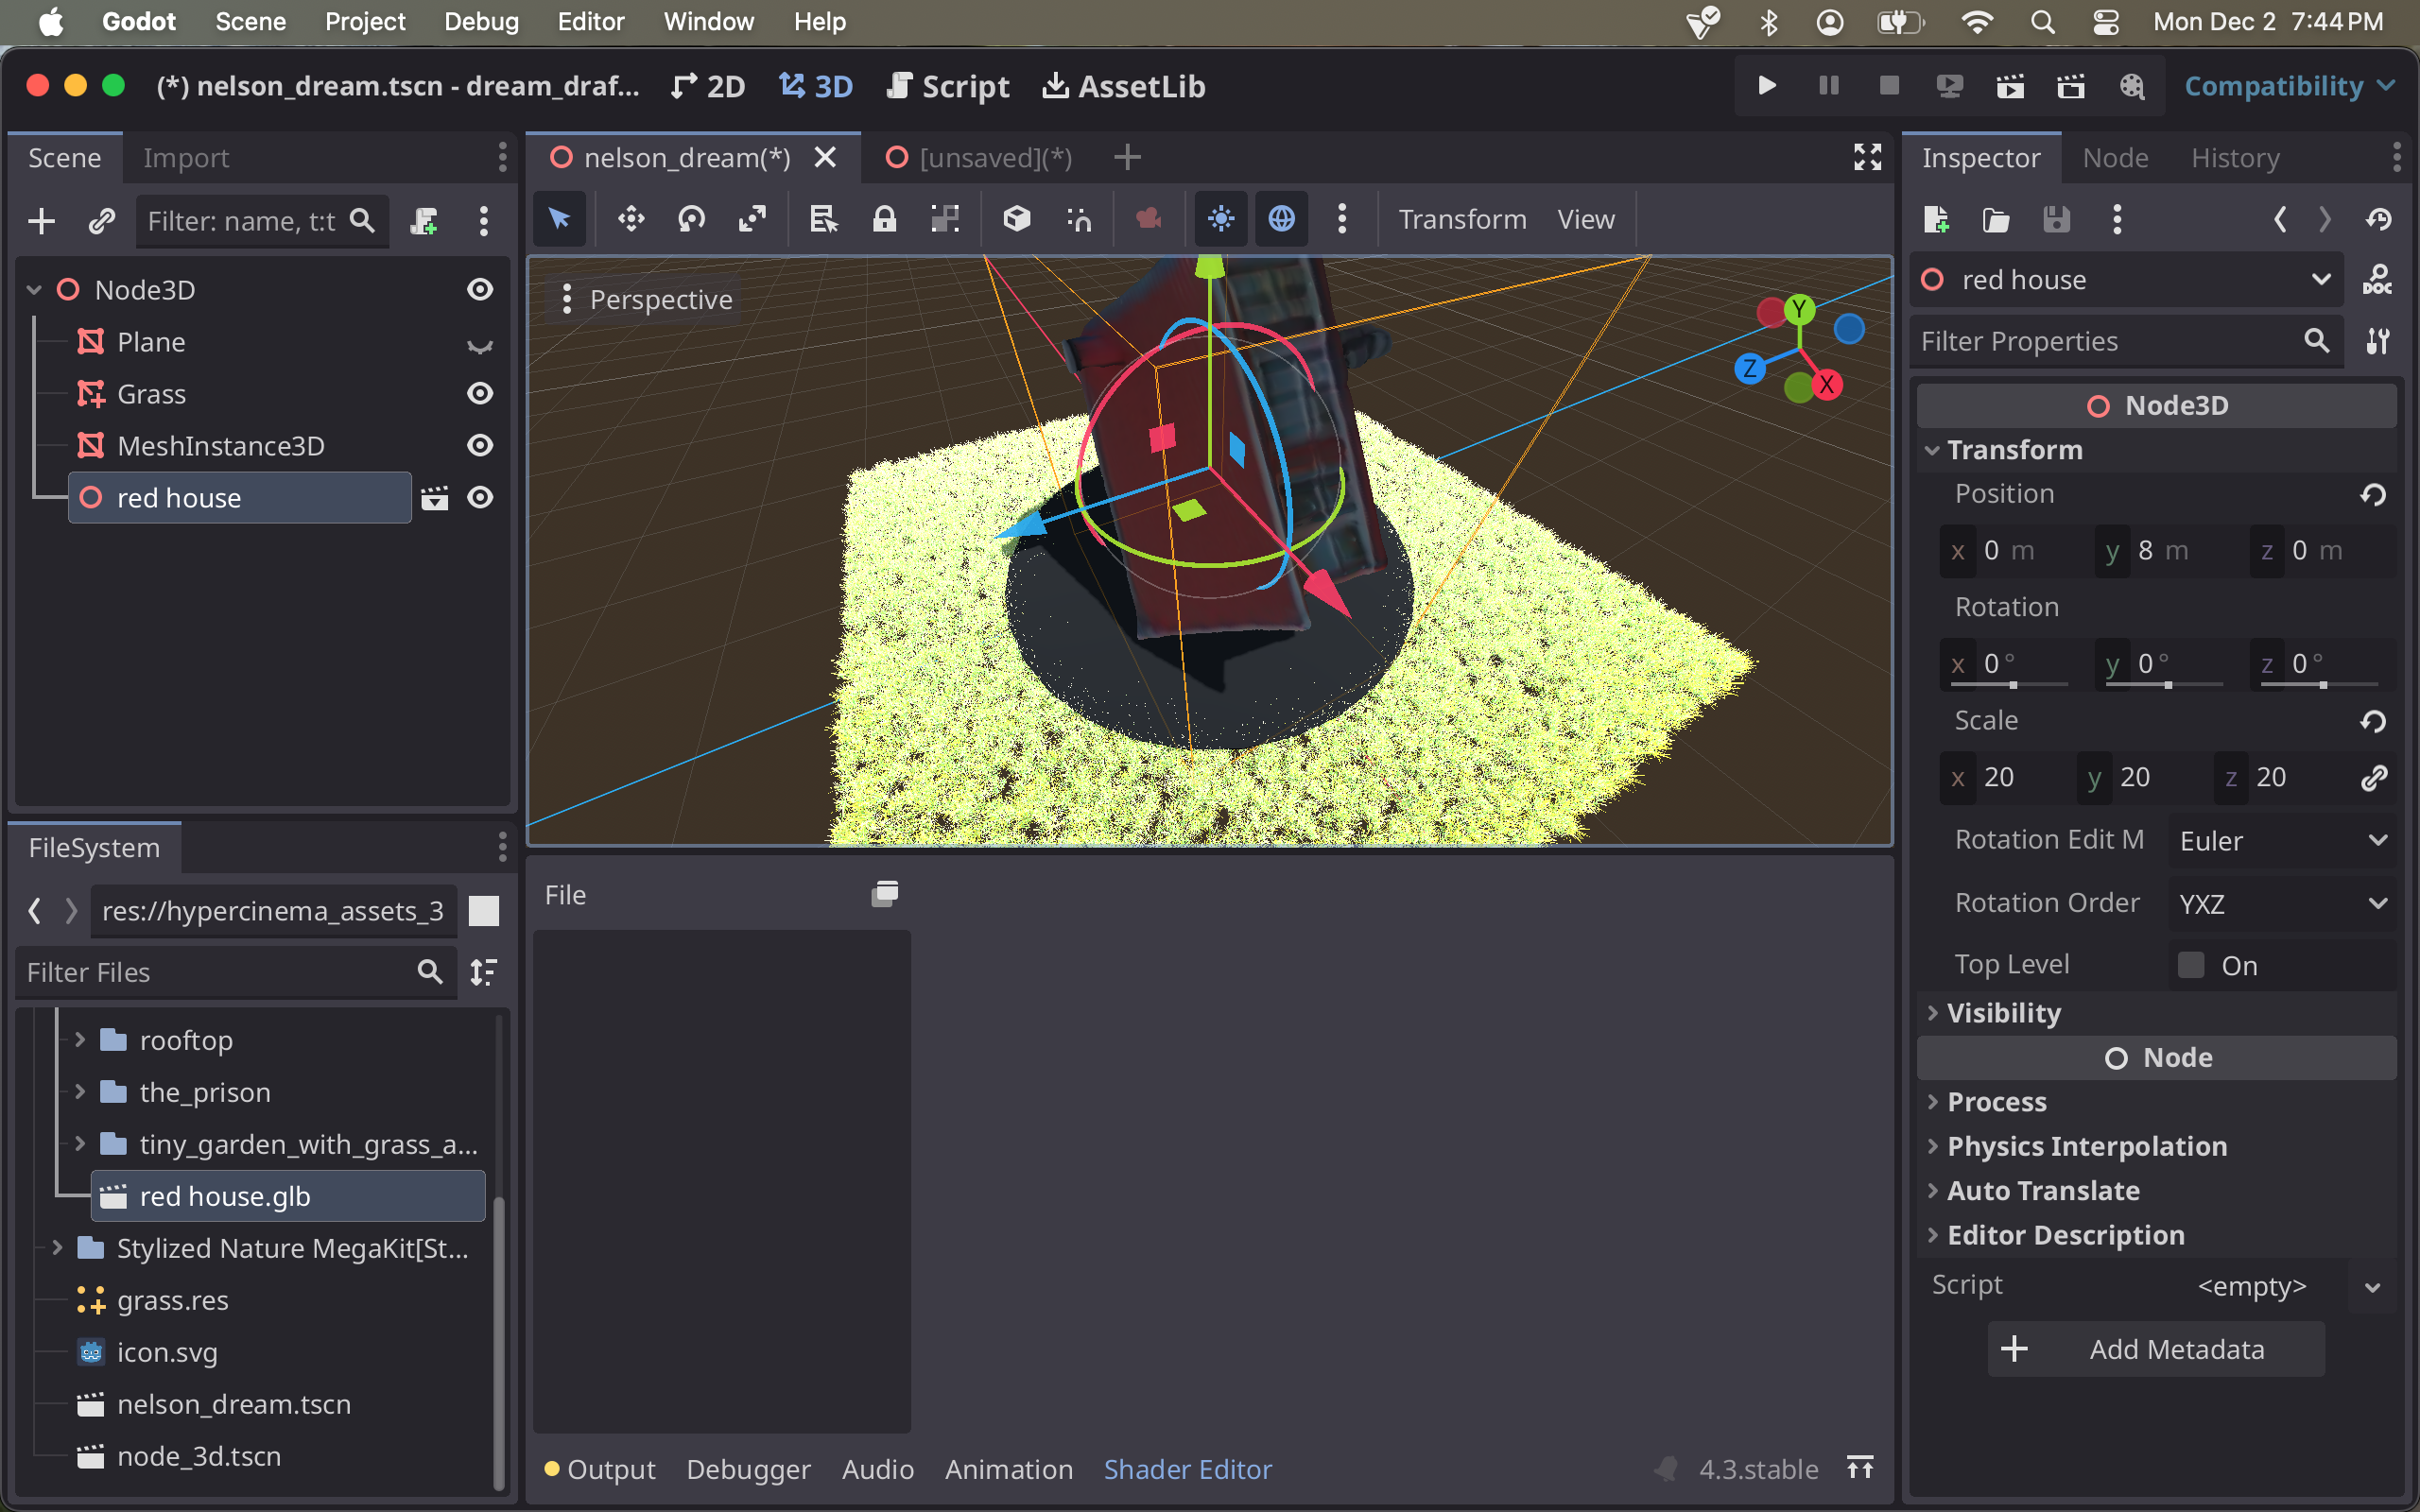 Godot Scene Project Debug Editor Window Help Mon Dec 2 7:44 PM
(*) nelson_dream.tscn - dream_draf... 2D 3D Script AssetLib Compatibility
Scene Import
Filter: name, t:t
Node3D
Plane
Grass
MeshInstance3D
red house
FileSystem
res://hypercinema_assets_3
Filter Files
rooftop
the_prison
tiny_garden_with_grass_a...
red house.glb
Stylized Nature MegaKit[St...
grass.res
icon.svg
nelson_dream.tscn
node_3d.tscn
nelson_dream(*) [unsaved](*)
Transform View
Perspective
Y
Z
X
File
Output Debugger Audio Animation Shader Editor 4.3.stable
Inspector Node History
red house
DOC
Filter Properties
Node3D
Transform
Position
x 0 m y 8 m z 0 m
Rotation
x 0° y 0° z 0°
Scale
x 20 y 20 z 20
Rotation Edit M Euler
Rotation Order YXZ
Top Level On
Visibility
Node
Process
Physics Interpolation
Auto Translate
Editor Description
Script <empty>
Add Metadata